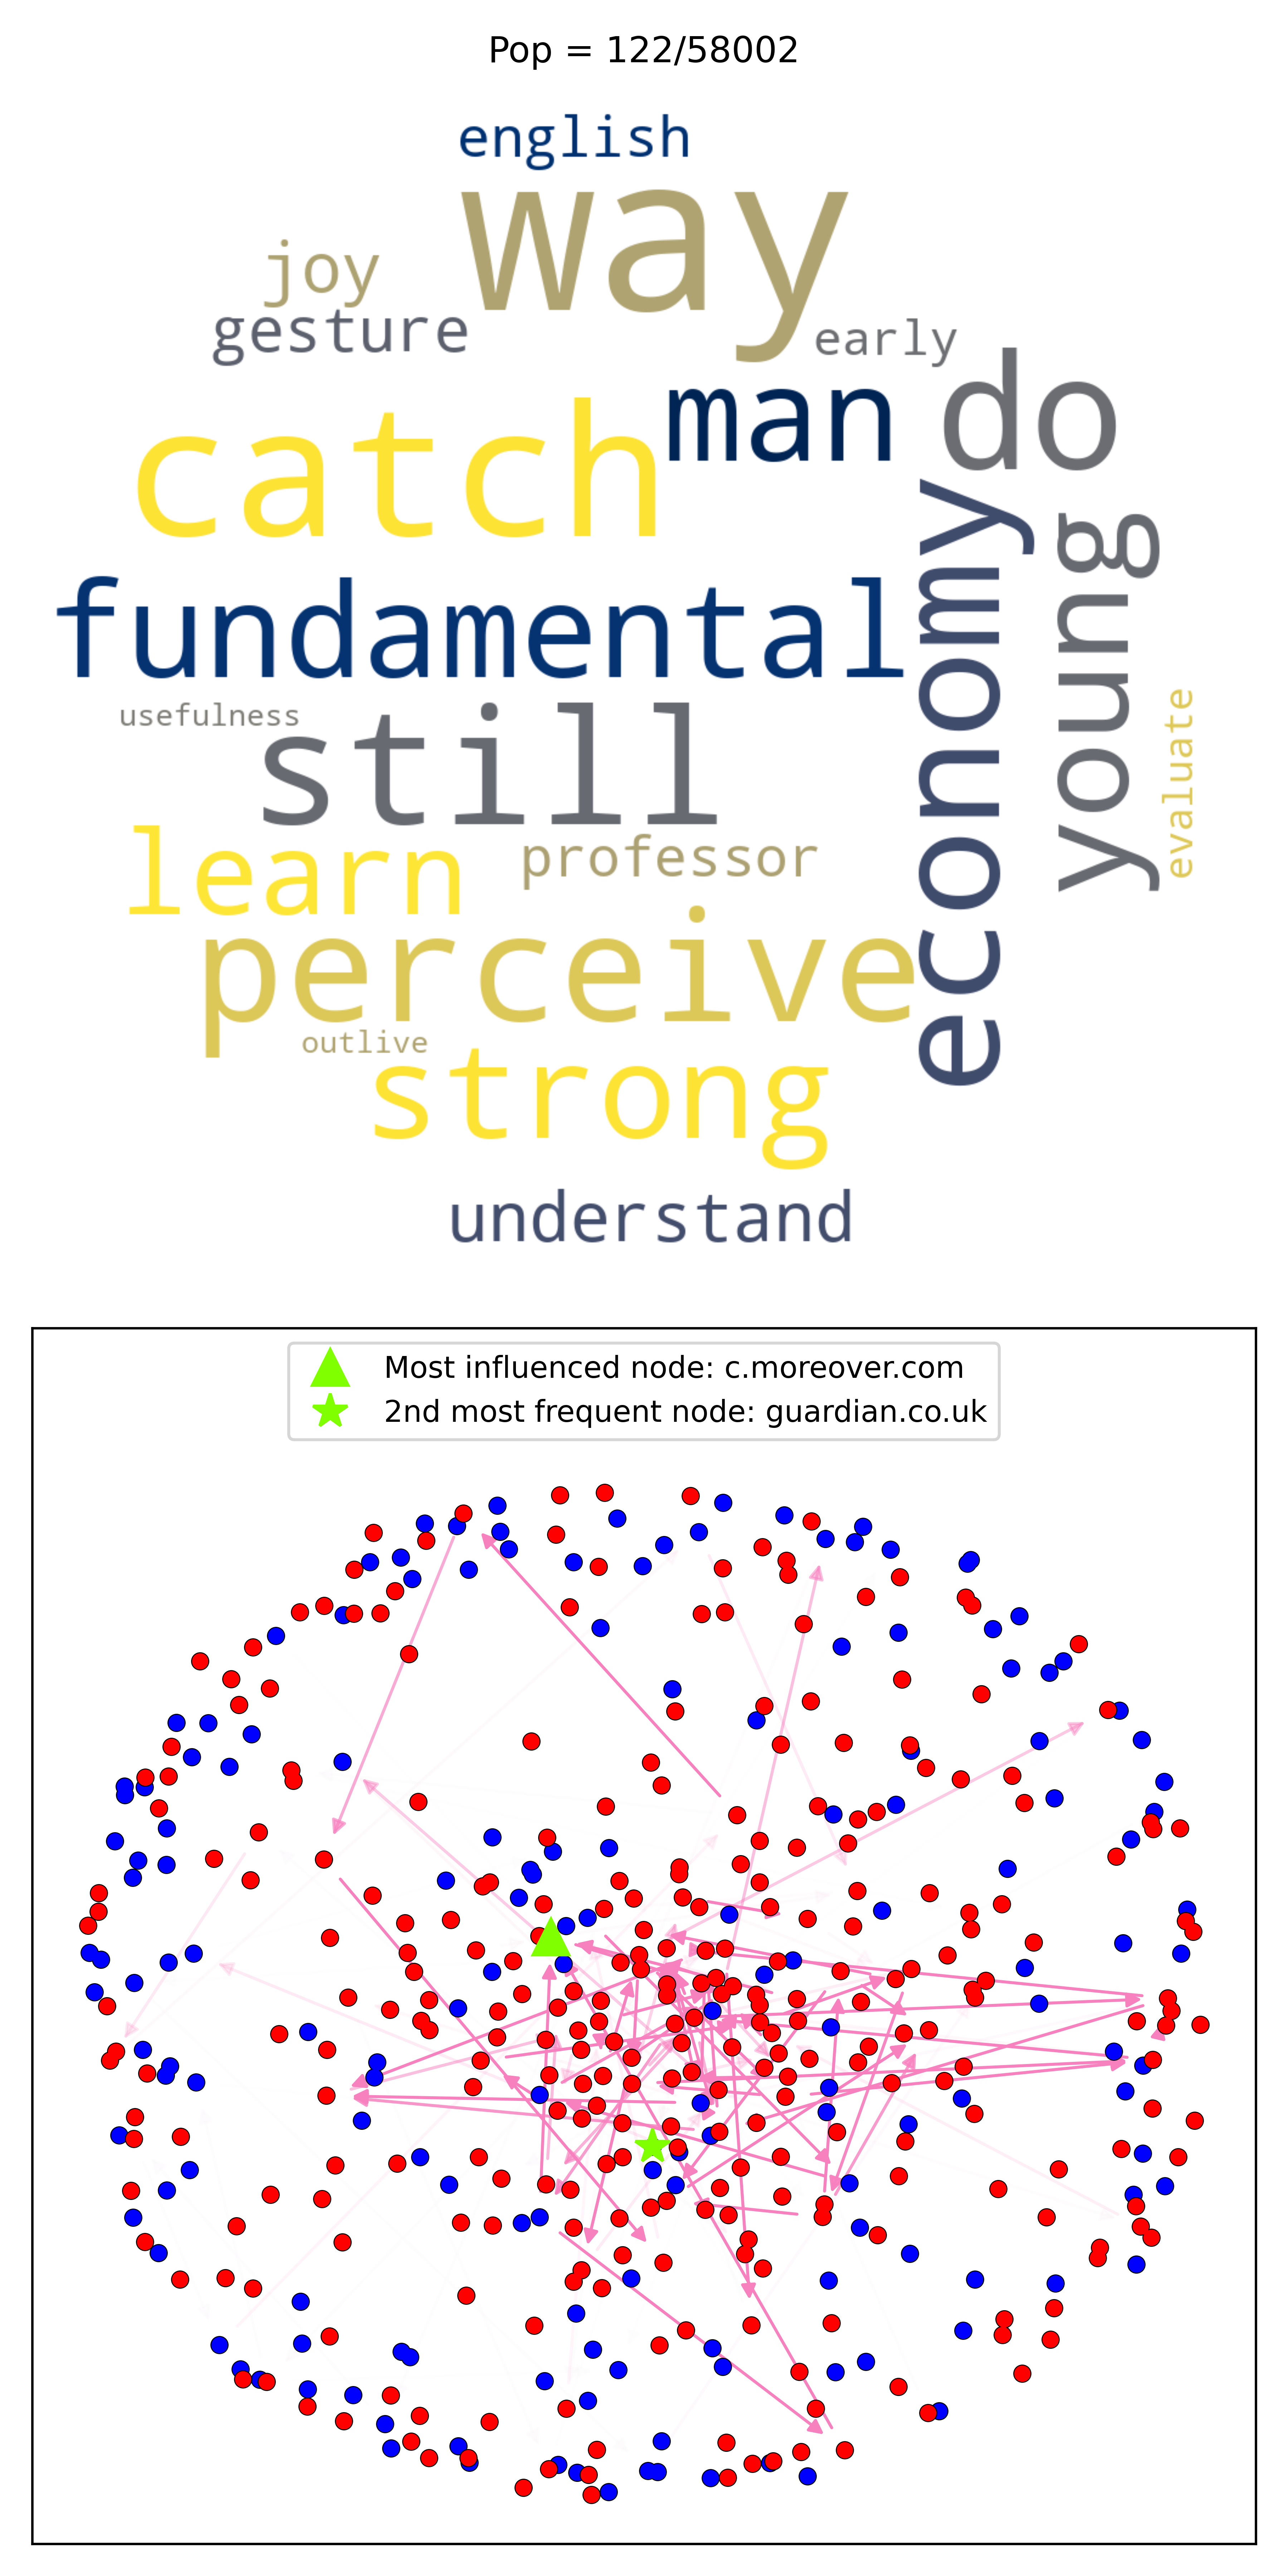 Pop = 122/58002
english
way
joy
gesture
early
man
do
catch
economy
young
fundamental
usefulness
still
evaluate
learn
professor
perceive
outlive
strong
understand
Most influenced node: c.moreover.com
2nd most frequent node: guardian.co.uk